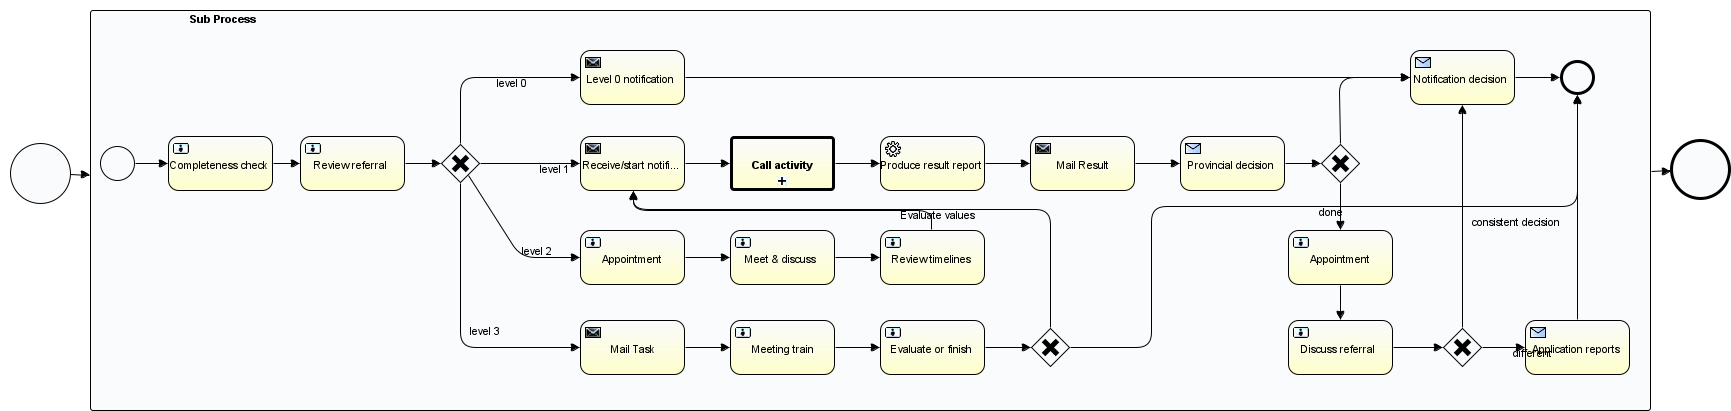 Sub Process
Level 0 notification
Notification decision
level 0
Completeness check
Review referral
level 1
Receive/start notifi...
Call activity
Produce result report
Mail Result
Provincial decision
Evaluate values
done
consistent decision
level 2
Appointment
Meet & discuss
Review timelines
Appointment
level 3
Mail Task
Meeting train
Evaluate or finish
Discuss referral
different
Application reports